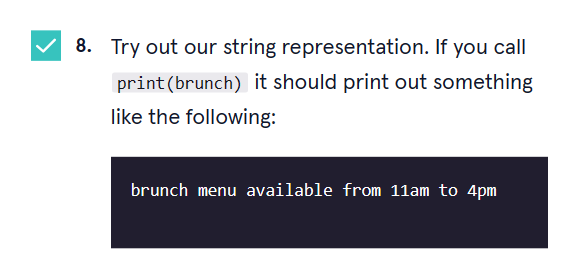 8. Try out our string representation. If you call
print(brunch) it should print out something
like the following:
brunch menu available from 11am to 4pm